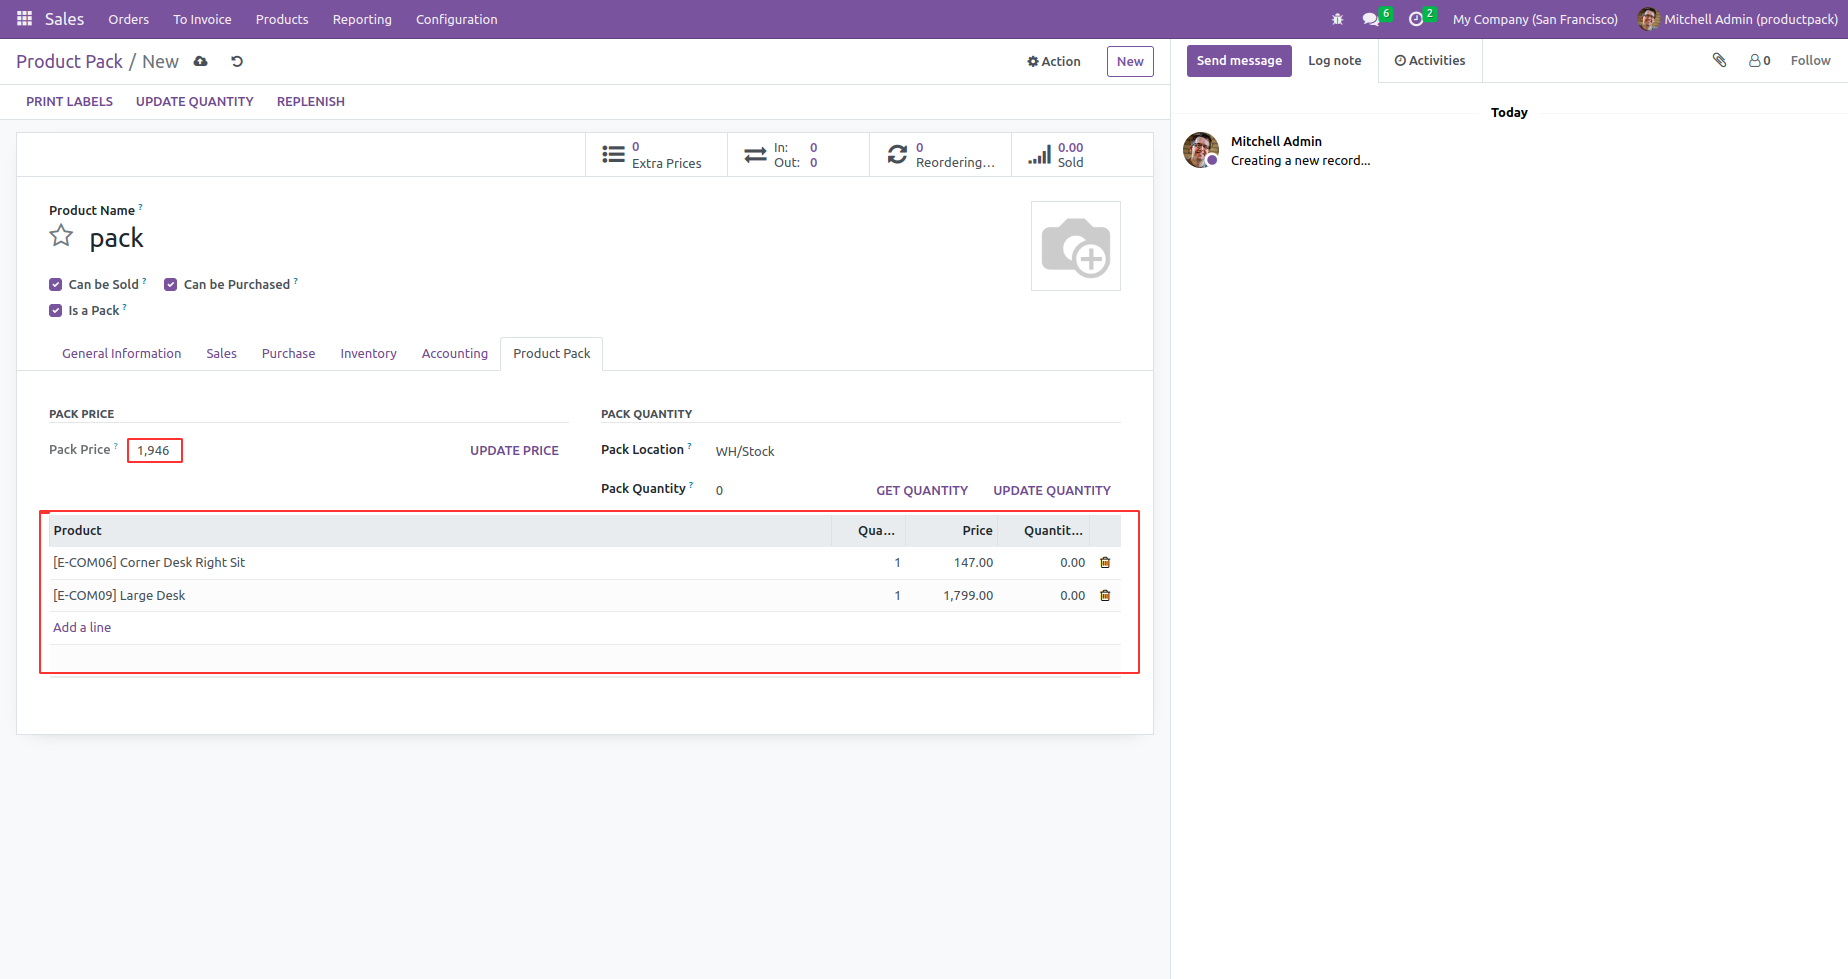 Sales Orders To Invoice Products Reporting Configuration 6 2 My Company (San Francisco) Mitchell Admin (productpack)
Product Pack / New Action New
Send message Log note Activities 0 Follow
PRINT LABELS UPDATE QUANTITY REPLENISH
Today
0
Extra Prices
In: 0
Out: 0
0
Reordering...
0.00
Sold
Mitchell Admin
Creating a new record...
Product Name ?
pack
Can be Sold ? Can be Purchased ?
Is a Pack ?
General Information Sales Purchase Inventory Accounting Product Pack
PACK PRICE
Pack Price ? 1,946 UPDATE PRICE
PACK QUANTITY
Pack Location ? WH/Stock
Pack Quantity ? 0 GET QUANTITY UPDATE QUANTITY
Product Qua... Price Quantit...
[E-COM06] Corner Desk Right Sit 1 147.00 0.00
[E-COM09] Large Desk 1 1,799.00 0.00
Add a line